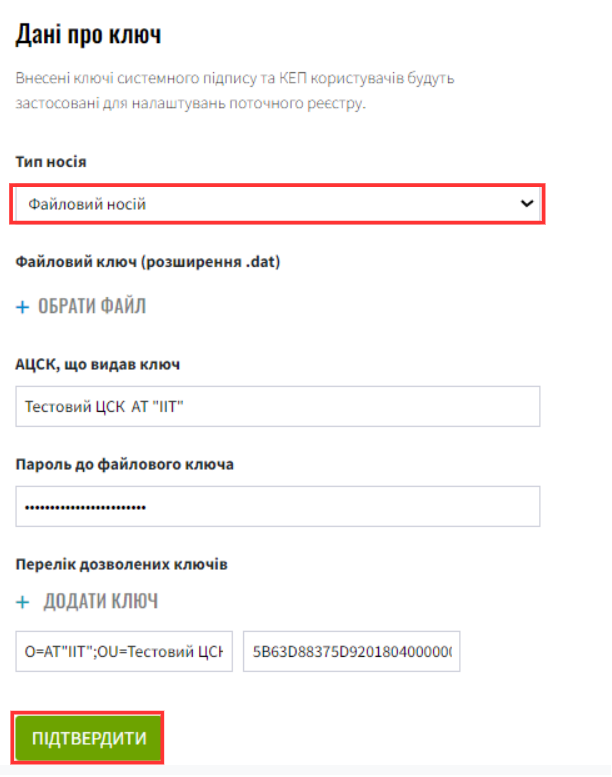 Дані про ключ
Внесені ключі системного підпису та КЕП користувачів будуть
застосовані для налаштувань поточного реєстру.
Тип носія
Файловий носій
Файловий ключ (розширення .dat)
+ ОБРАТИ ФАЙЛ
АЦСК, що видав ключ
Тестовий ЦСК АТ "ІІТ"
Пароль до файлового ключа
••••••••••••••••••••••••
Перелік дозволених ключів
+ ДОДАТИ КЛЮЧ
O=АТ"ІІТ";OU=Тестовий ЦСК 5B63D88375D9201804000000
ПІДТВЕРДИТИ